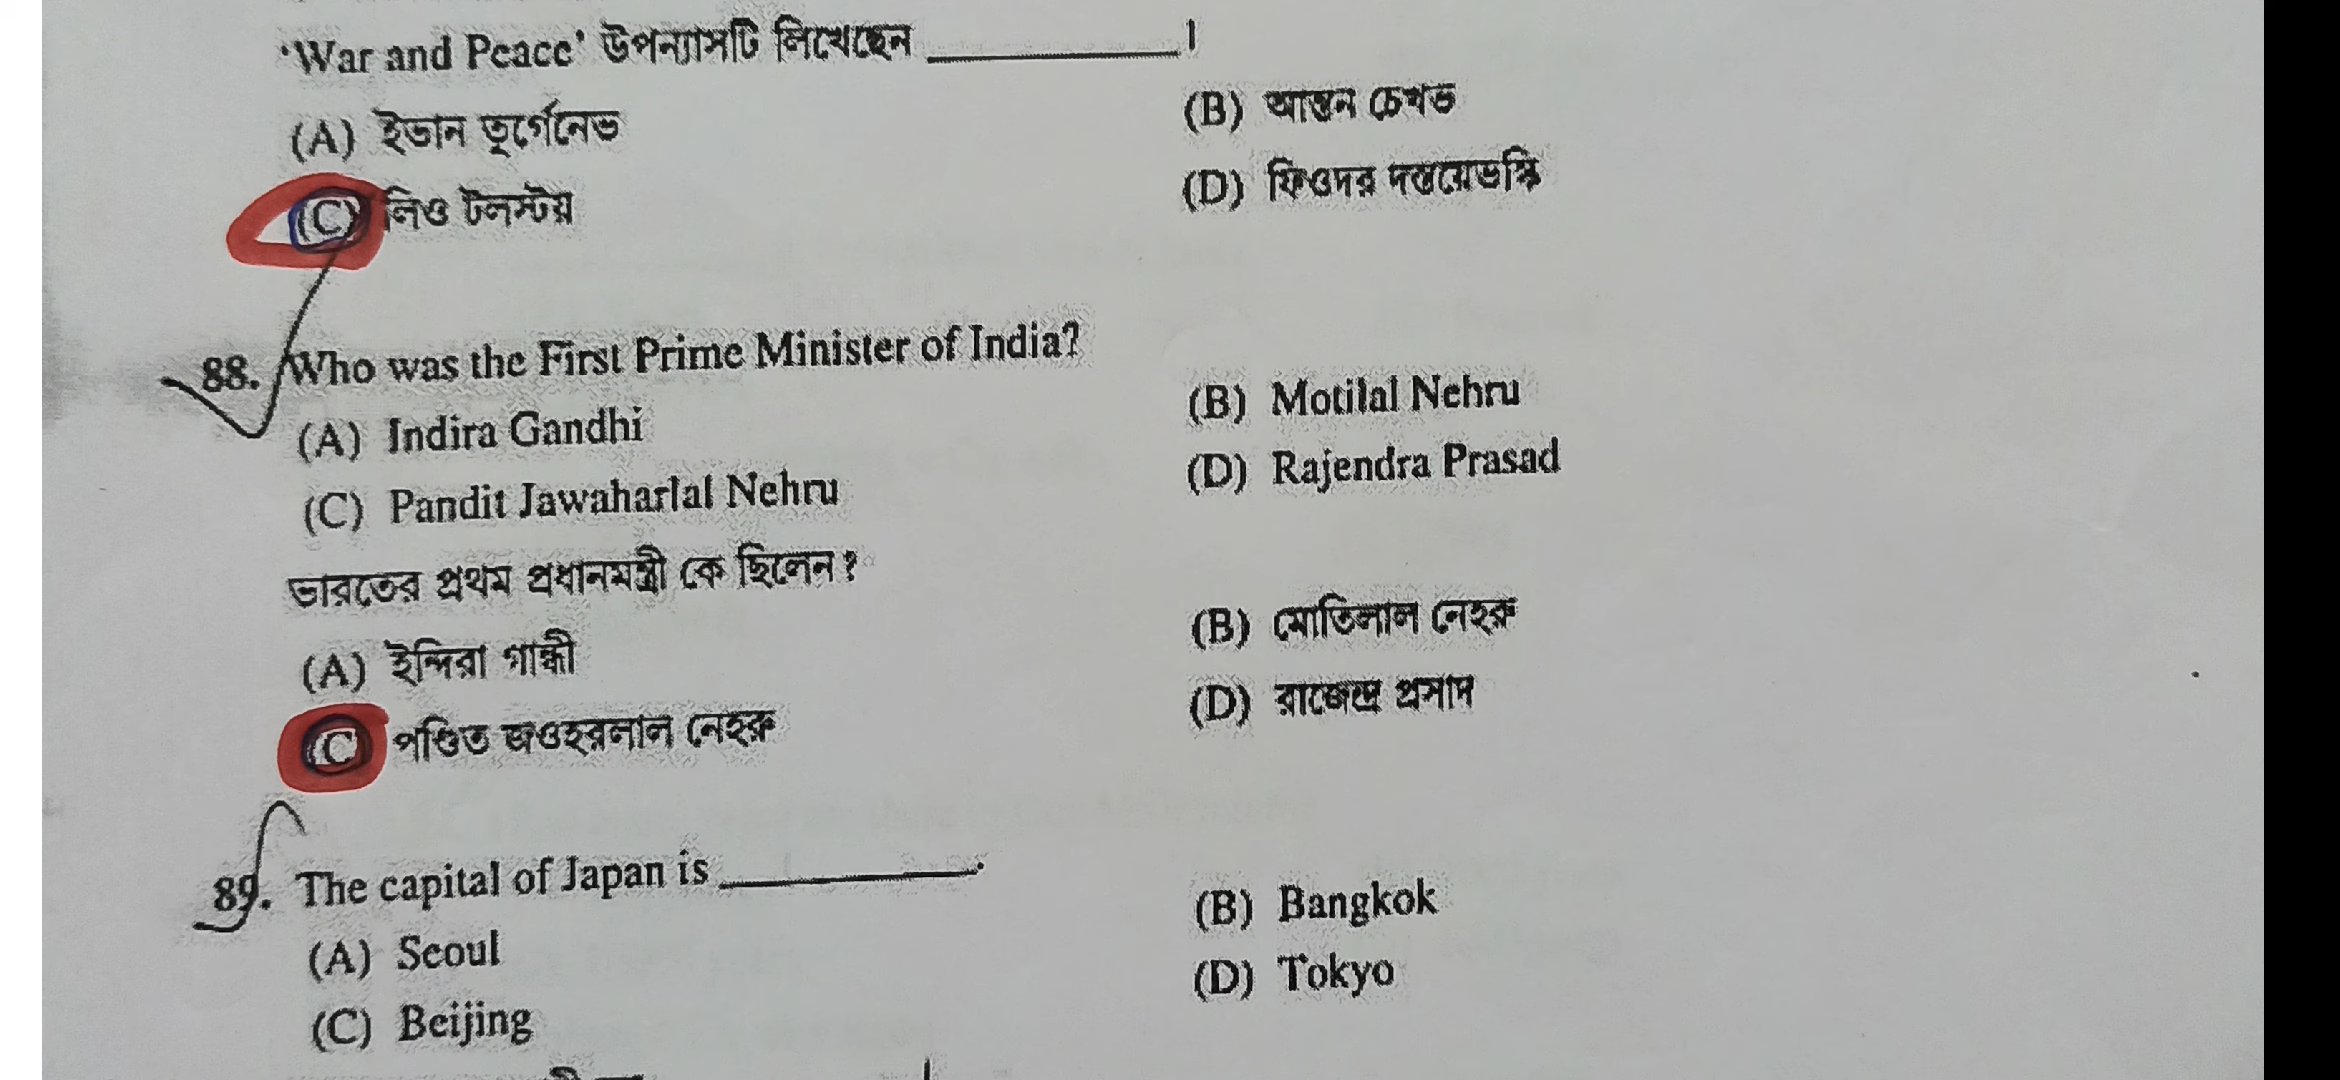 'War and Peace' উপন্যাসটি লিখেছেন __________।
(A) ইভান তূর্গেনেভ (B) আন্তন চেখভ
(C) লিও টলস্টয় (D) ফিওদর দস্তয়েভস্কি
88. Who was the First Prime Minister of India?
(A) Indira Gandhi (B) Motilal Nehru
(C) Pandit Jawaharlal Nehru (D) Rajendra Prasad
ভারতের প্রথম প্রধানমন্ত্রী কে ছিলেন?
(A) ইন্দিরা গান্ধী (B) মোতিলাল নেহরু
(C) পণ্ডিত জওহরলাল নেহরু (D) রাজেন্দ্র প্রসাদ
89. The capital of Japan is __________.
(A) Seoul (B) Bangkok
(C) Beijing (D) Tokyo